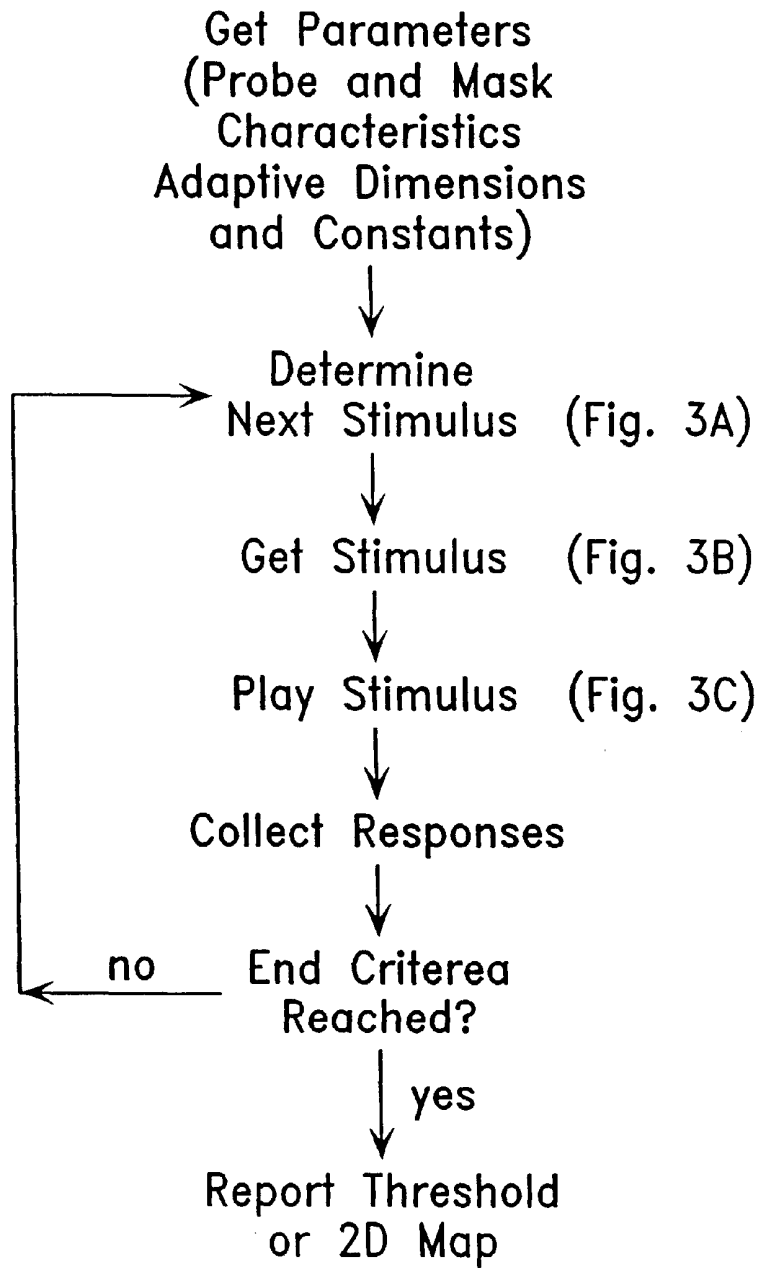 Get Parameters
(Probe and Mask
Characteristics
Adaptive Dimensions
and Constants)
Determine
Next Stimulus (Fig. 3A)
Get Stimulus (Fig. 3B)
Play Stimulus (Fig. 3C)
Collect Responses
no
End Criterea
Reached?
yes
Report Threshold
or 2D Map